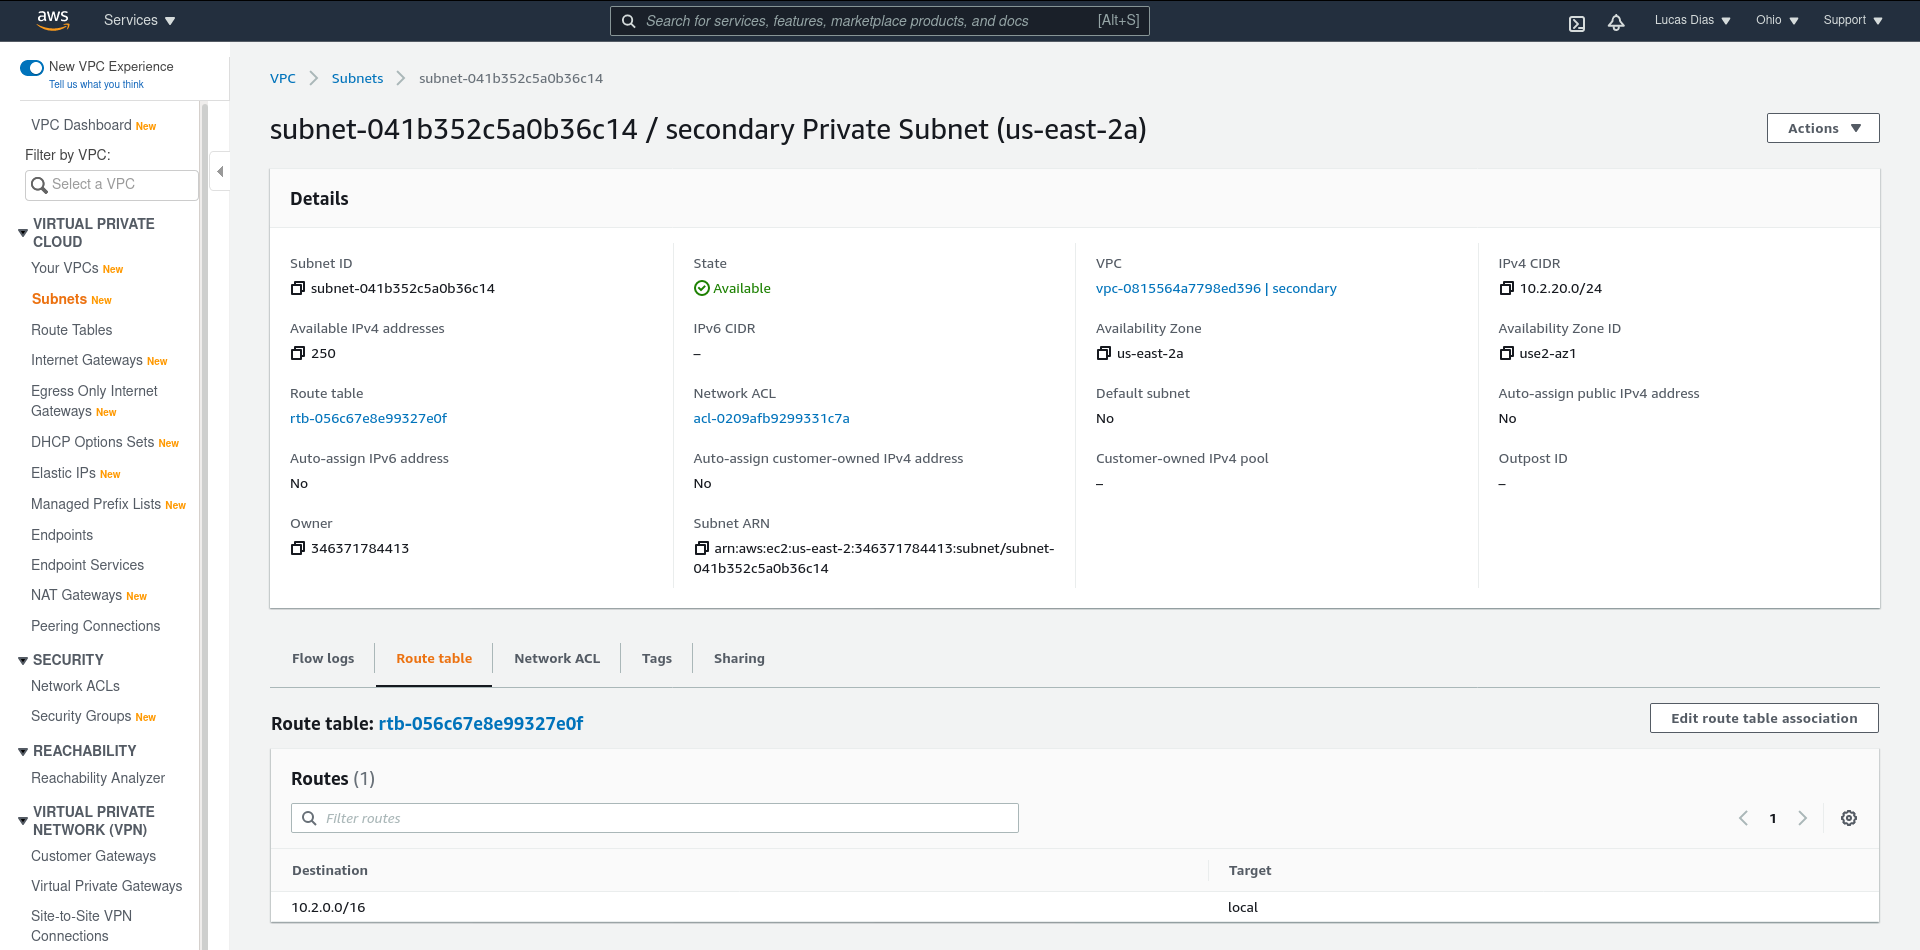 aws Services Search for services, features, marketplace products, and docs [Alt+S] Lucas Dias Ohio Support
New VPC Experience
Tell us what you think
VPC Dashboard New
Filter by VPC:
Select a VPC
VIRTUAL PRIVATE
CLOUD
Your VPCs New
Subnets New
Route Tables
Internet Gateways New
Egress Only Internet
Gateways New
DHCP Options Sets New
Elastic IPs New
Managed Prefix Lists New
Endpoints
Endpoint Services
NAT Gateways New
Peering Connections
SECURITY
Network ACLs
Security Groups New
REACHABILITY
Reachability Analyzer
VIRTUAL PRIVATE
NETWORK (VPN)
Customer Gateways
Virtual Private Gateways
Site-to-Site VPN
Connections
VPC Subnets subnet-041b352c5a0b36c14
subnet-041b352c5a0b36c14 / secondary Private Subnet (us-east-2a)
Actions
Details
Subnet ID
subnet-041b352c5a0b36c14
State
Available
VPC
vpc-0815564a7798ed396 | secondary
IPv4 CIDR
10.2.20.0/24
Available IPv4 addresses
250
IPv6 CIDR
–
Availability Zone
us-east-2a
Availability Zone ID
use2-az1
Route table
rtb-056c67e8e99327e0f
Network ACL
acl-0209afb9299331c7a
Default subnet
No
Auto-assign public IPv4 address
No
Auto-assign IPv6 address
No
Auto-assign customer-owned IPv4 address
No
Customer-owned IPv4 pool
–
Outpost ID
–
Owner
346371784413
Subnet ARN
arn:aws:ec2:us-east-2:346371784413:subnet/subnet-
041b352c5a0b36c14
Flow logs Route table Network ACL Tags Sharing
Route table: rtb-056c67e8e99327e0f
Edit route table association
Routes (1)
Filter routes
1
Destination Target
10.2.0.0/16 local